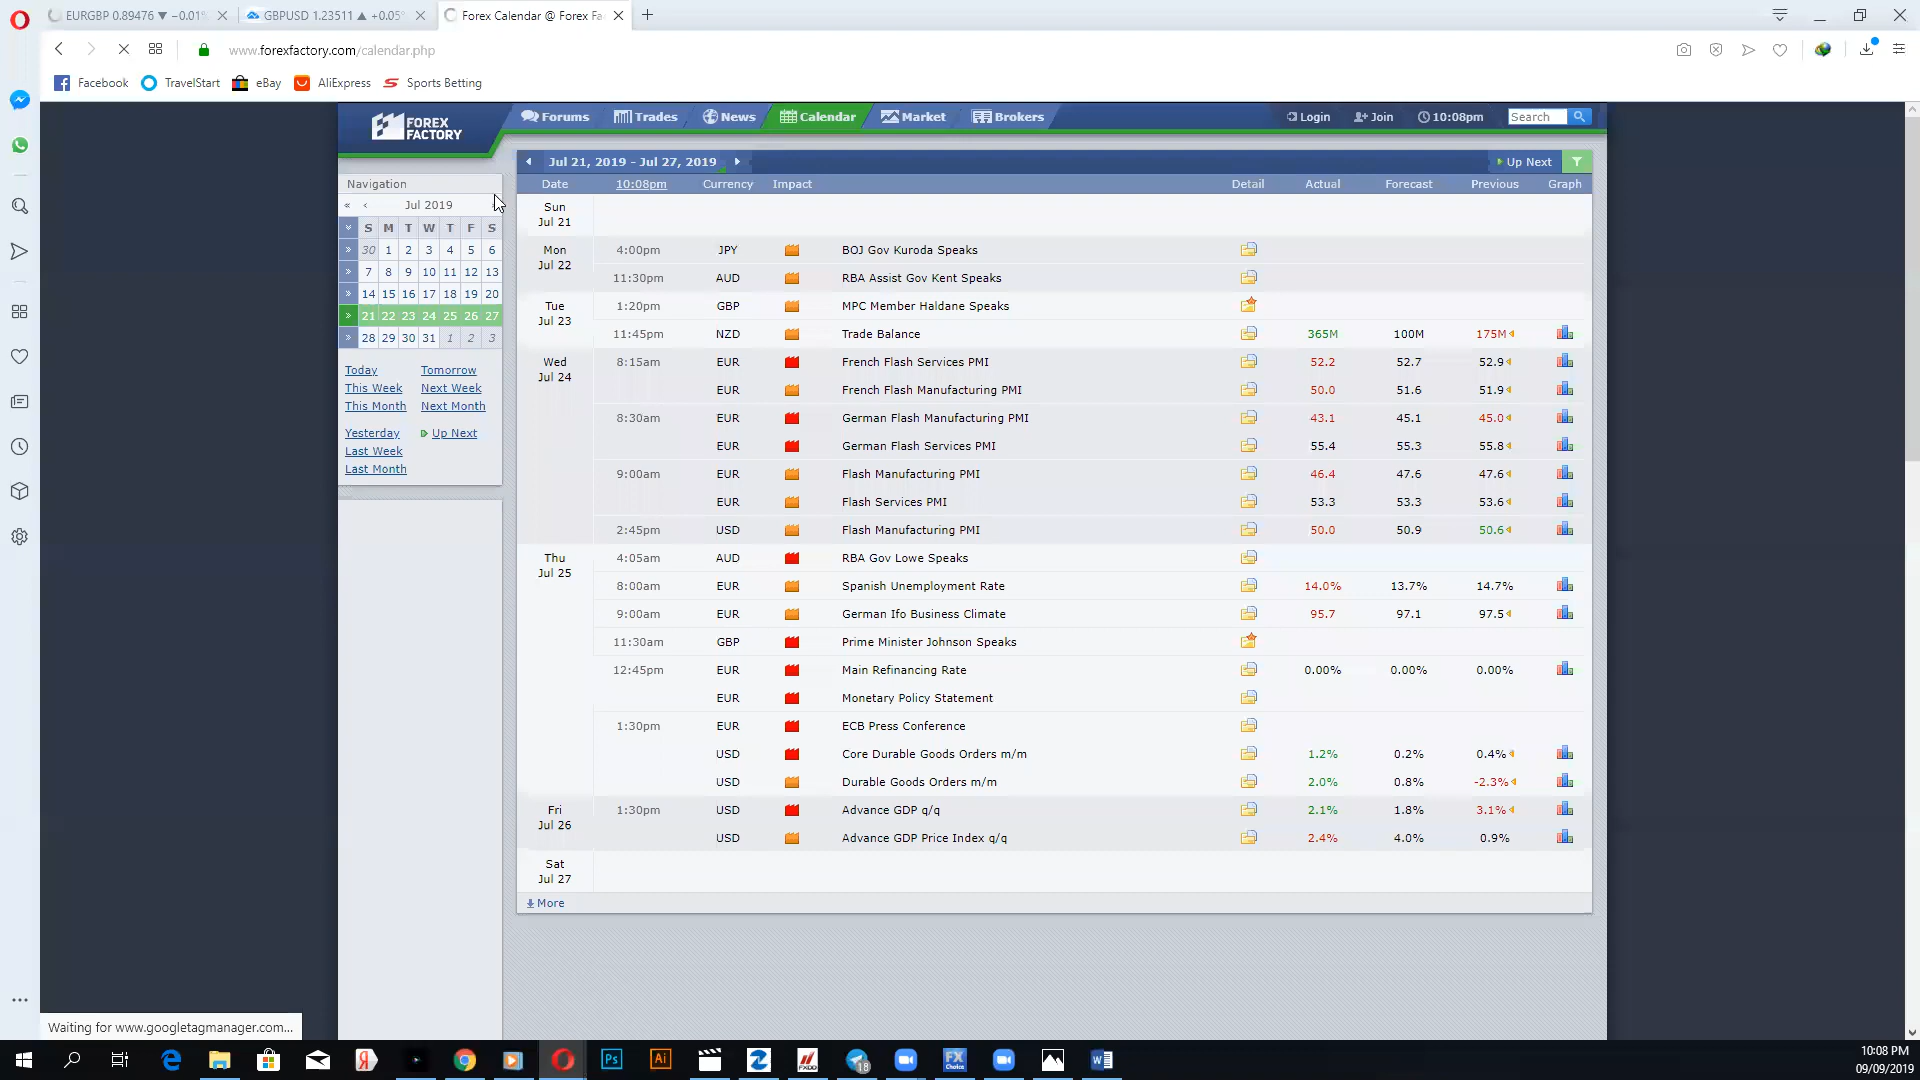 EURGBP 0.89476 ▼ −0.01%
GBPUSD 1.23511 ▲ +0.05%
Forex Calendar @ Forex Fa
www.forexfactory.com/calendar.php
Facebook TravelStart eBay AliExpress Sports Betting
FOREX FACTORY
Forums Trades News Calendar Market Brokers Login Join 10:08pm Search
Navigation
« ‹ Jul 2019
S M T W T F S
30 1 2 3 4 5 6
7 8 9 10 11 12 13
14 15 16 17 18 19 20
21 22 23 24 25 26 27
28 29 30 31 1 2 3
Today Tomorrow
This Week Next Week
This Month Next Month
Yesterday Up Next
Last Week
Last Month
Jul 21, 2019 - Jul 27, 2019 Up Next
Date 10:08pm Currency Impact Detail Actual Forecast Previous Graph
Sun Jul 21
Mon Jul 22 4:00pm JPY BOJ Gov Kuroda Speaks
11:30pm AUD RBA Assist Gov Kent Speaks
Tue Jul 23 1:20pm GBP MPC Member Haldane Speaks
11:45pm NZD Trade Balance 365M 100M 175M
Wed Jul 24 8:15am EUR French Flash Services PMI 52.2 52.7 52.9
EUR French Flash Manufacturing PMI 50.0 51.6 51.9
8:30am EUR German Flash Manufacturing PMI 43.1 45.1 45.0
EUR German Flash Services PMI 55.4 55.3 55.8
9:00am EUR Flash Manufacturing PMI 46.4 47.6 47.6
EUR Flash Services PMI 53.3 53.3 53.6
2:45pm USD Flash Manufacturing PMI 50.0 50.9 50.6
Thu Jul 25 4:05am AUD RBA Gov Lowe Speaks
8:00am EUR Spanish Unemployment Rate 14.0% 13.7% 14.7%
9:00am EUR German Ifo Business Climate 95.7 97.1 97.5
11:30am GBP Prime Minister Johnson Speaks
12:45pm EUR Main Refinancing Rate 0.00% 0.00% 0.00%
EUR Monetary Policy Statement
1:30pm EUR ECB Press Conference
USD Core Durable Goods Orders m/m 1.2% 0.2% 0.4%
USD Durable Goods Orders m/m 2.0% 0.8% -2.3%
Fri Jul 26 1:30pm USD Advance GDP q/q 2.1% 1.8% 3.1%
USD Advance GDP Price Index q/q 2.4% 4.0% 0.9%
Sat Jul 27
More
Waiting for www.googletagmanager.com...
Ps
Ai
FXDD
18
FX Choice
10:08 PM
09/09/2019